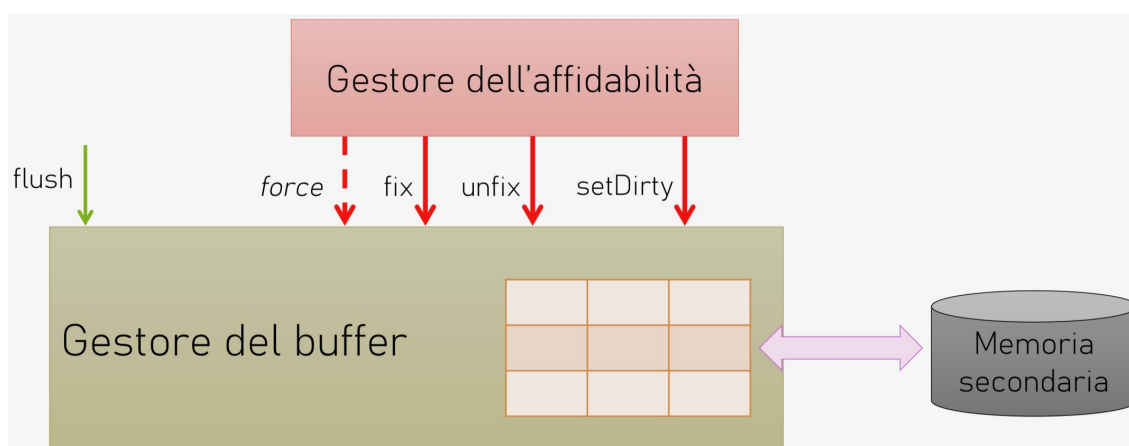 Gestore dell'affidabilità
flush
force
fix
unfix
setDirty
Gestore del buffer
Memoria
secondaria